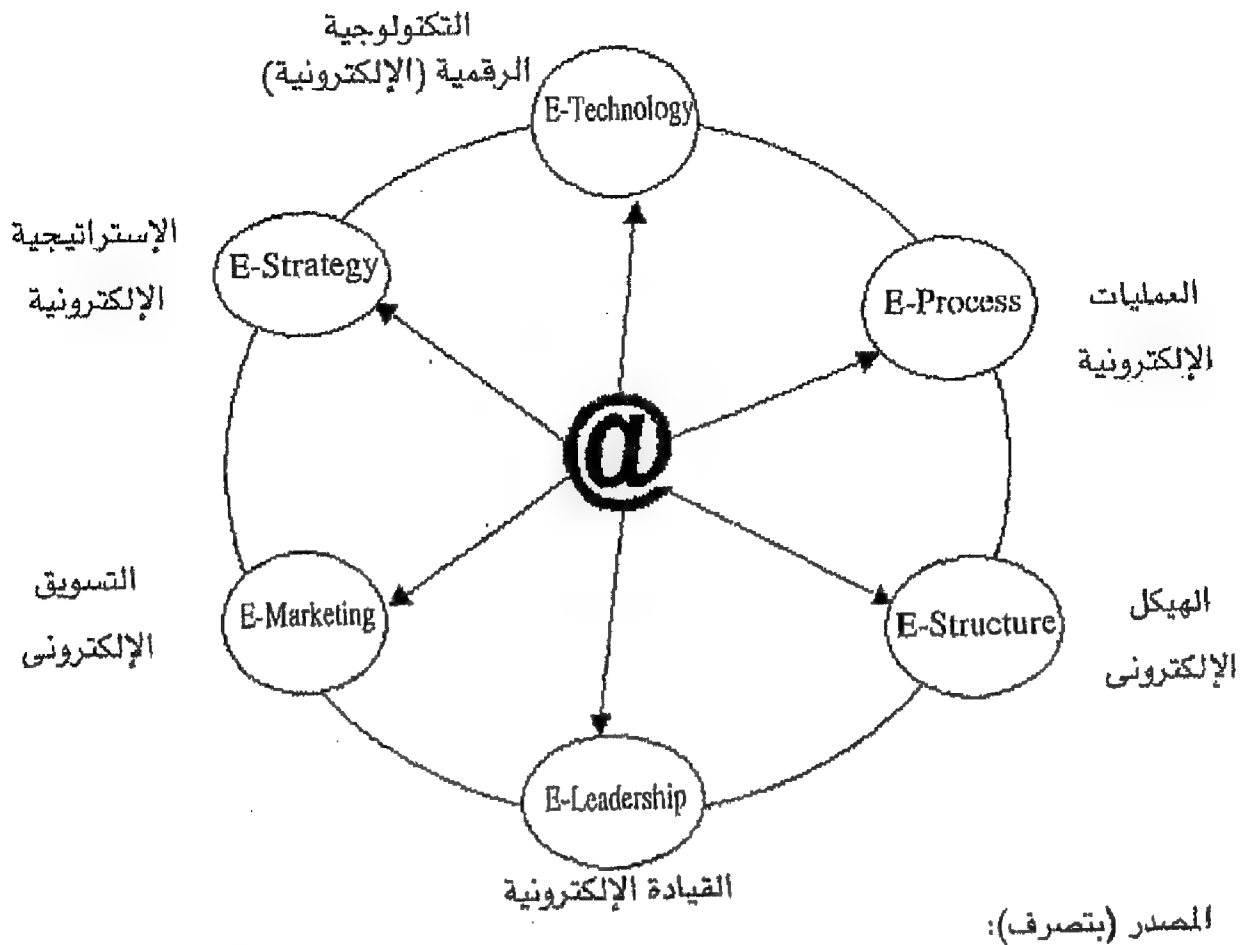 التكنولوجية
الرقمية (الإلكترونية)
E-Technology
الإستراتيجية
الإلكترونية
E-Strategy
E-Process
العمليات
الإلكترونية
@
التسويق
الإلكترونى
E-Marketing
E-Structure
الهيكل
الإلكترونى
E-Leadership
القيادة الإلكترونية
المصدر (بتصرف):